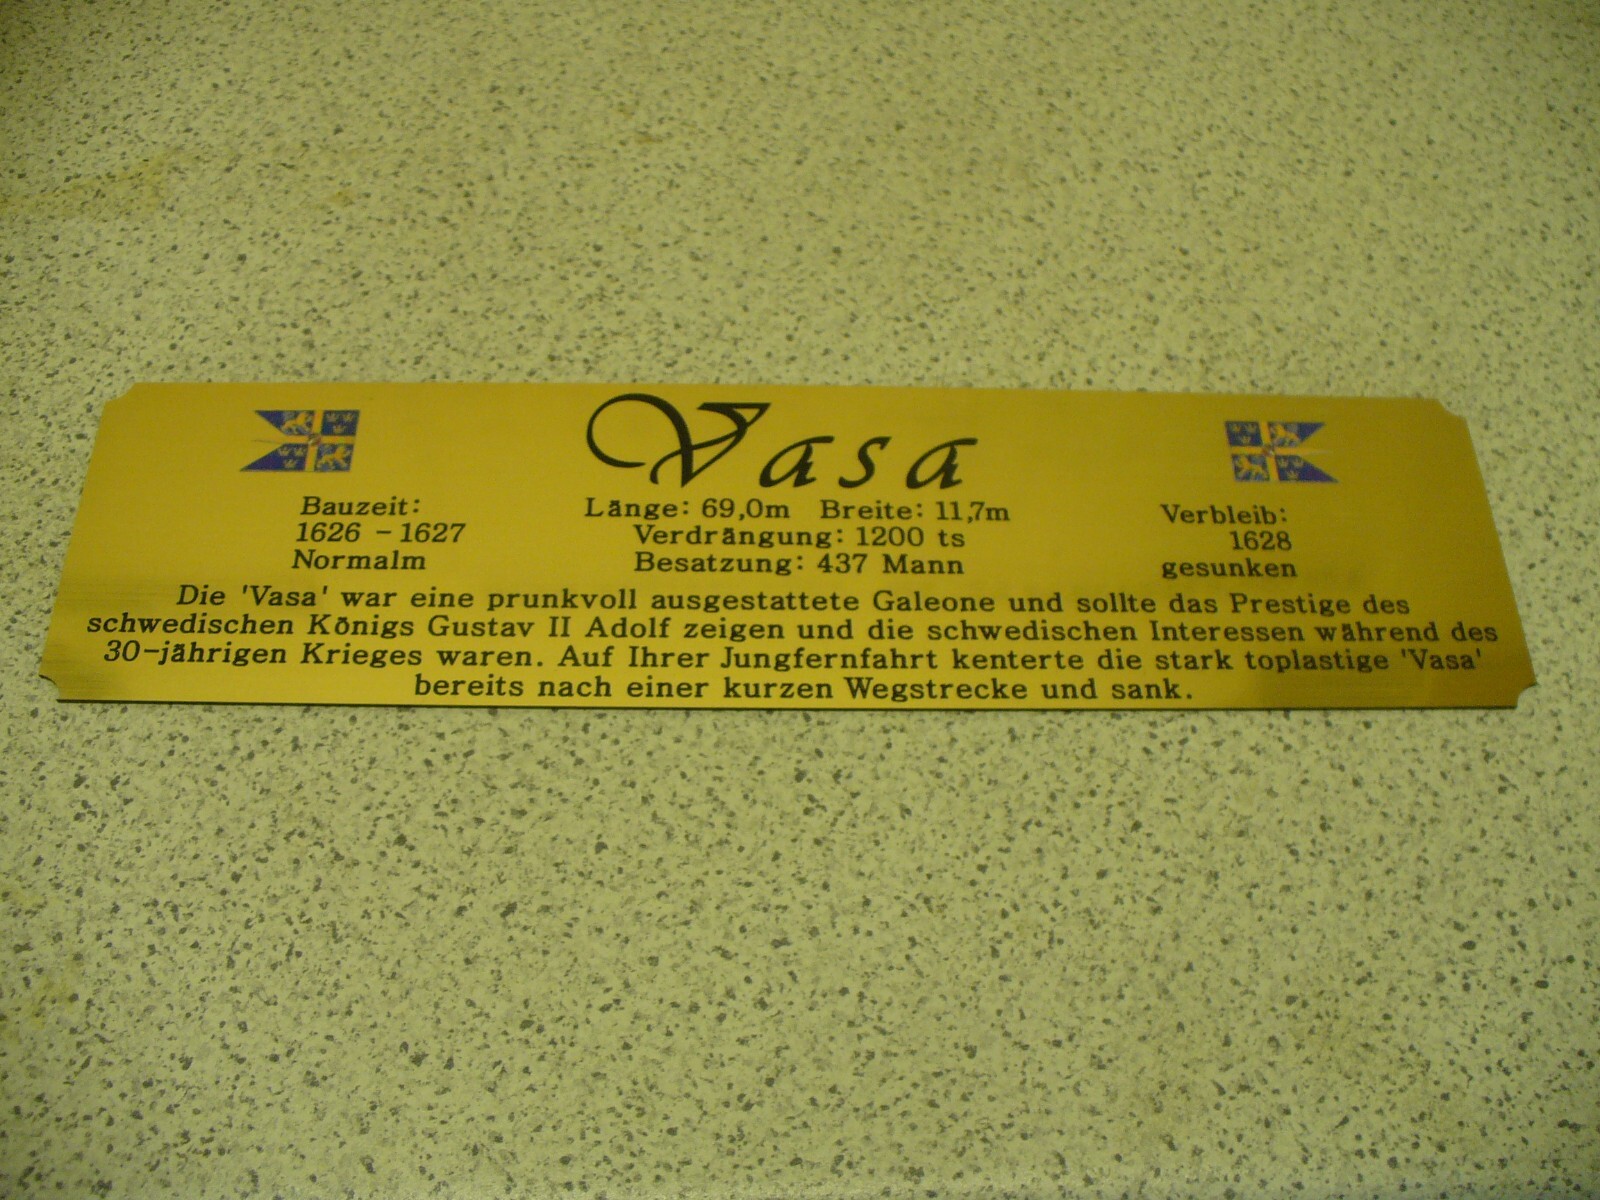 Vasa
Bauzeit:
1626 - 1627
Normalm
Länge: 69,0m Breite: 11,7m
Verdrängung: 1200 ts
Besatzung: 437 Mann
Verbleib:
1628
gesunken
Die 'Vasa' war eine prunkvoll ausgestattete Galeone und sollte das Prestige des
schwedischen Königs Gustav II Adolf zeigen und die schwedischen Interessen während des
30-jährigen Krieges waren. Auf Ihrer Jungfernfahrt kenterte die stark toplastige 'Vasa'
bereits nach einer kurzen Wegstrecke und sank.